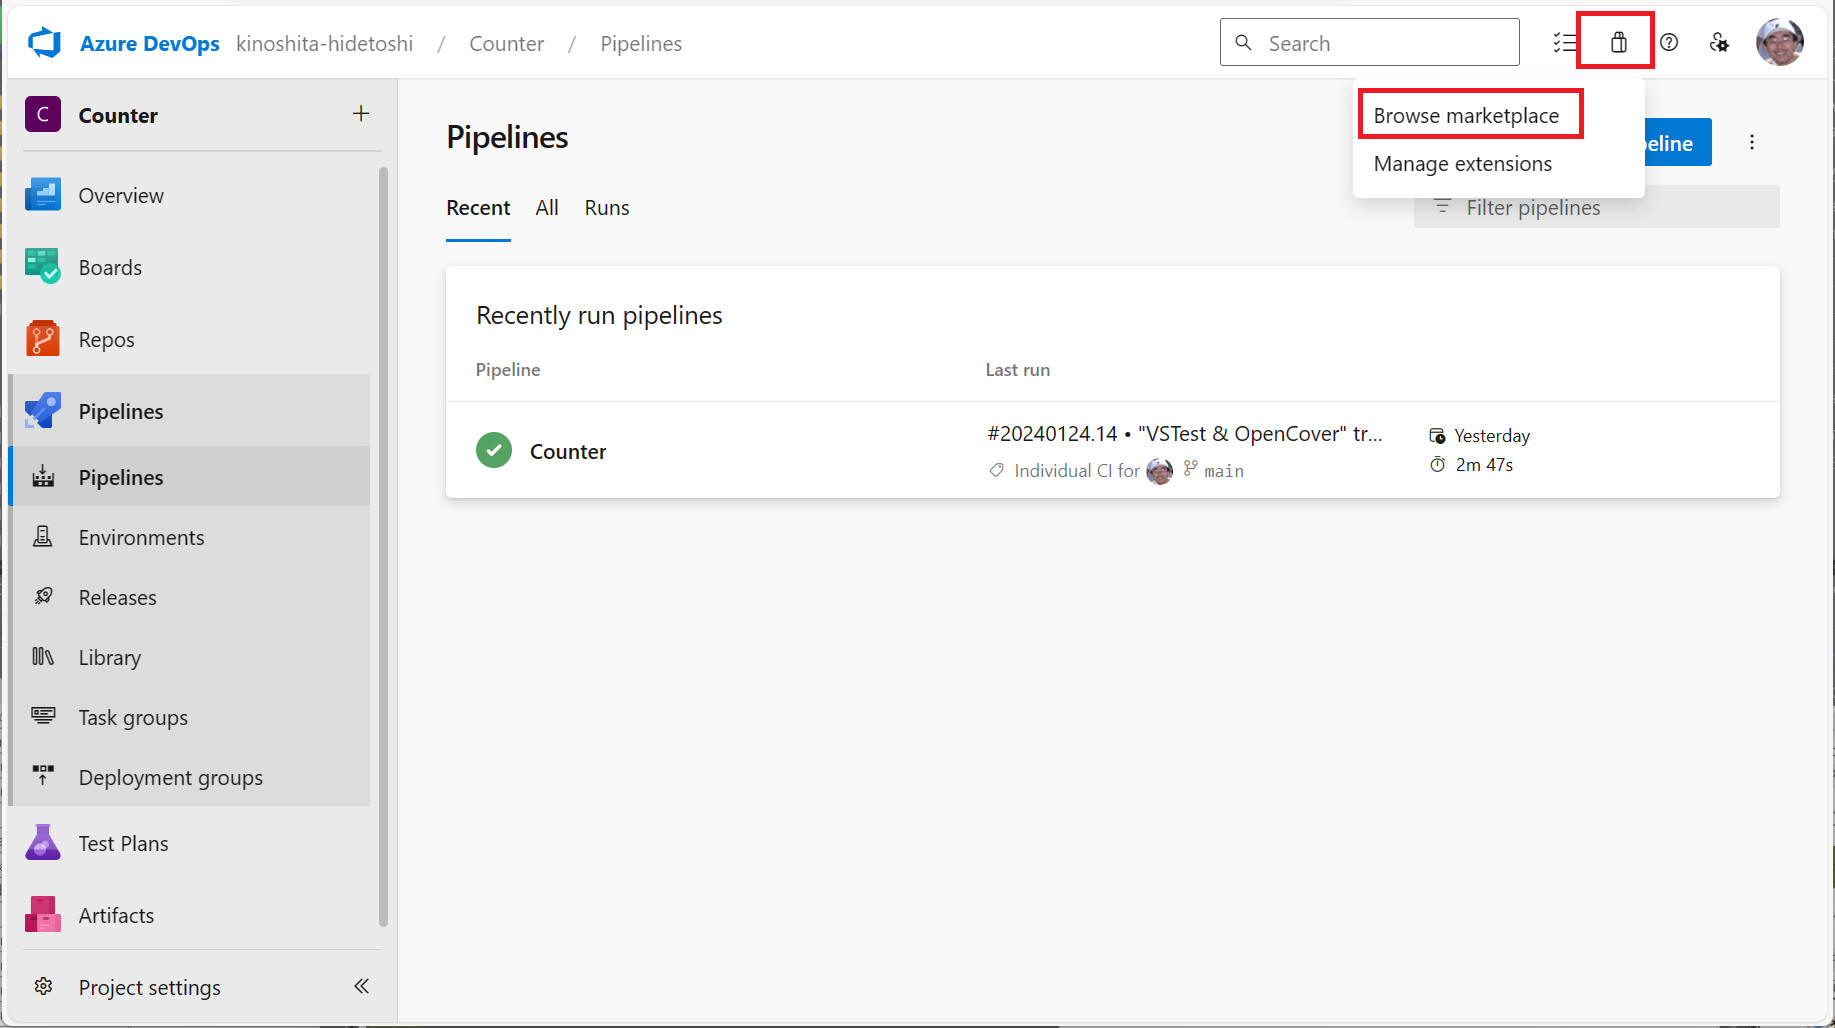 Azure DevOps kinoshita-hidetoshi / Counter / Pipelines Search
C Counter
Overview
Boards
Repos
Pipelines
Pipelines
Environments
Releases
Library
Task groups
Deployment groups
Test Plans
Artifacts
Project settings
Browse marketplace
Manage extensions
Pipelines
eline
Recent All Runs
Filter pipelines
Recently run pipelines
Pipeline Last run
Counter
#20240124.14 • "VSTest & OpenCover" tr...
Individual CI for main
Yesterday
2m 47s